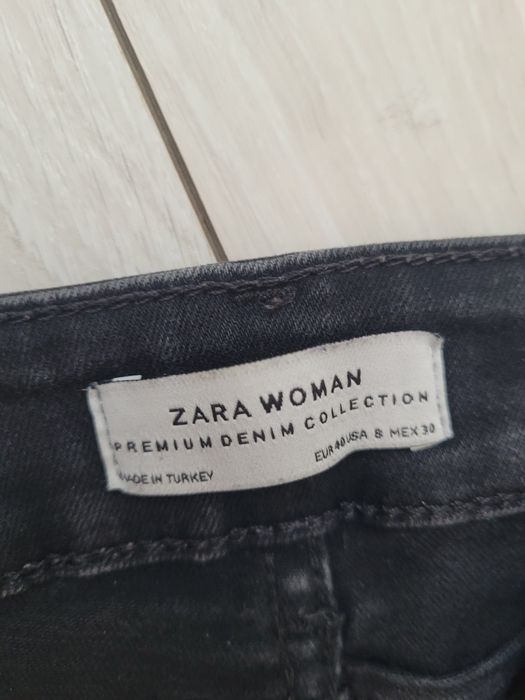 ZARA WOMAN
PREMIUM DENIM COLLECTION
MADE IN TURKEY
EUR 40 USA 8 MEX 30